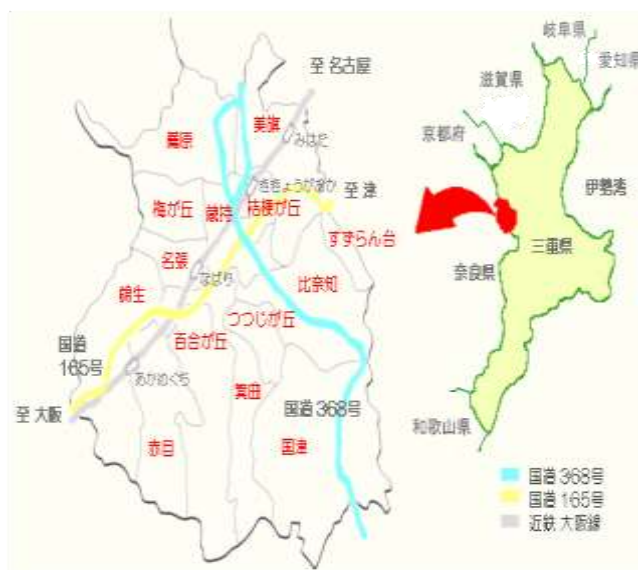 至 名古屋
美旗
みはた
薦原
ききょうがおか
至 津
梅が丘
蔵持
桔梗が丘
すずらん台
名張
なばり
比奈知
錦生
つつじが丘
国道
165号
百合が丘
あかめぐち
箕曲
国道 368号
至 大阪
赤目
国津
岐阜県
愛知県
滋賀県
京都府
伊勢湾
三重県
奈良県
和歌山県
国道 368号
国道 165号
近鉄 大阪線